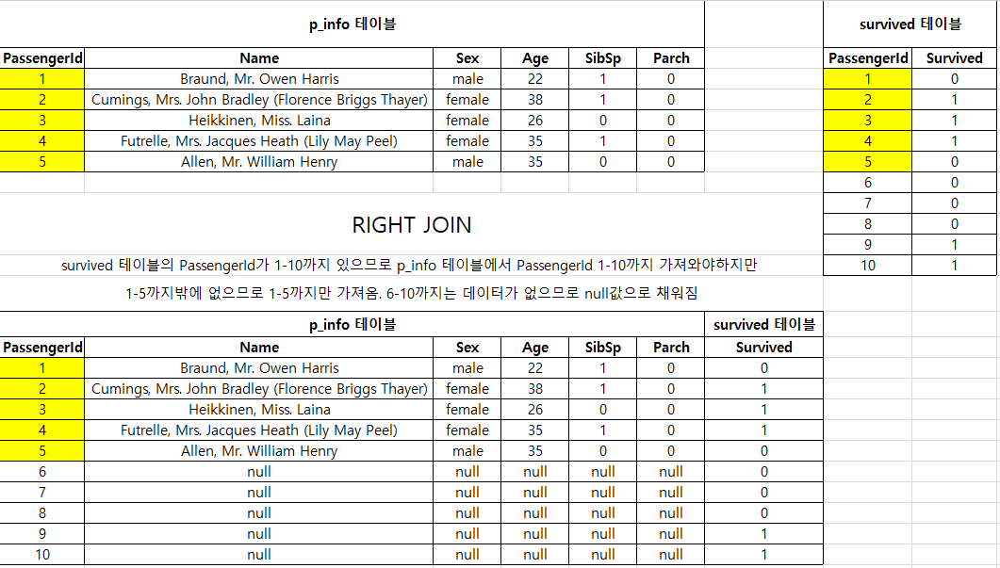 p_info 테이블
PassengerId Name Sex Age SibSp Parch
1 Braund, Mr. Owen Harris male 22 1 0
2 Cumings, Mrs. John Bradley (Florence Briggs Thayer) female 38 1 0
3 Heikkinen, Miss. Laina female 26 0 0
4 Futrelle, Mrs. Jacques Heath (Lily May Peel) female 35 1 0
5 Allen, Mr. William Henry male 35 0 0
survived 테이블
PassengerId Survived
1 0
2 1
3 1
4 1
5 0
6 0
7 0
8 0
9 1
10 1
RIGHT JOIN
survived 테이블의 PassengerId가 1-10까지 있으므로 p_info 테이블에서 PassengerId 1-10까지 가져와야하지만
1-5까지밖에 없으므로 1-5까지만 가져옴. 6-10까지는 데이터가 없으므로 null값으로 채워짐
p_info 테이블 survived 테이블
PassengerId Name Sex Age SibSp Parch Survived
1 Braund, Mr. Owen Harris male 22 1 0 0
2 Cumings, Mrs. John Bradley (Florence Briggs Thayer) female 38 1 0 1
3 Heikkinen, Miss. Laina female 26 0 0 1
4 Futrelle, Mrs. Jacques Heath (Lily May Peel) female 35 1 0 1
5 Allen, Mr. William Henry male 35 0 0 0
6 null null null null null 0
7 null null null null null 0
8 null null null null null 0
9 null null null null null 1
10 null null null null null 1